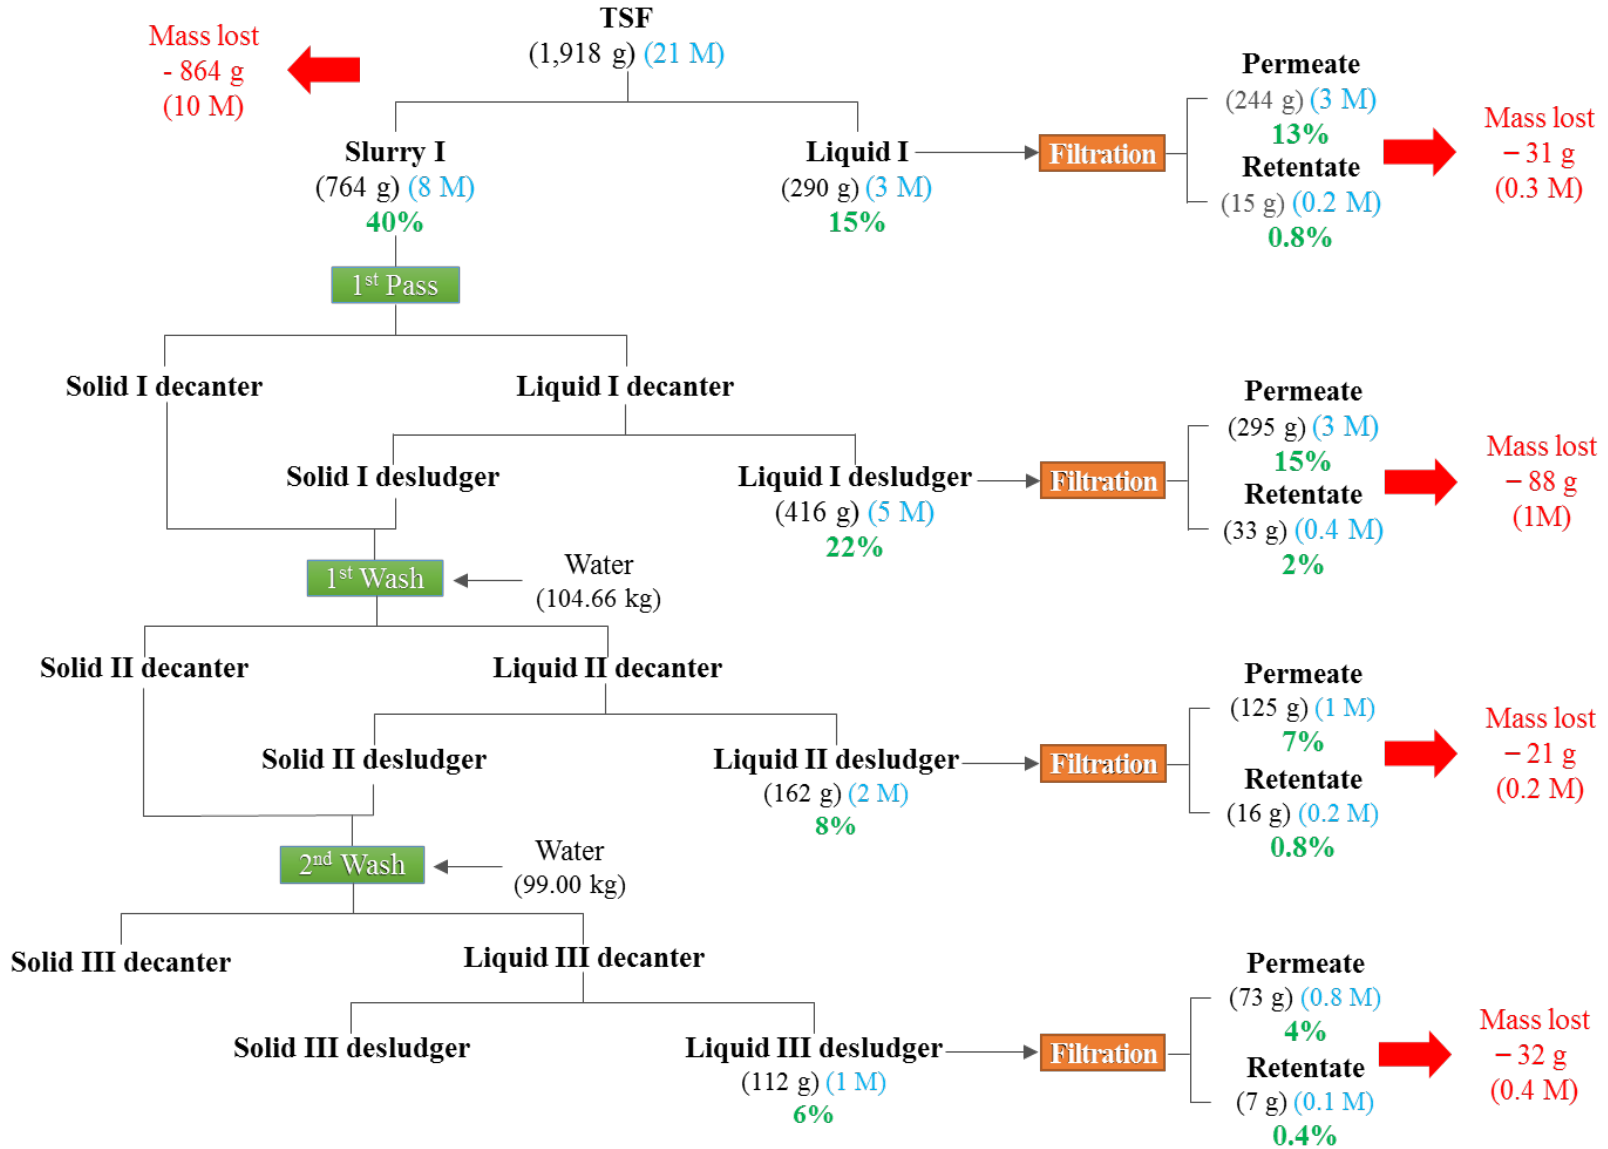 TSF
(1,918 g) (21 M)
Mass lost
- 864 g
(10 M)
Slurry I
(764 g) (8 M)
40%
Liquid I
(290 g) (3 M)
15%
Filtration
Permeate
(244 g) (3 M)
13%
Retentate
(15 g) (0.2 M)
0.8%
Mass lost
– 31 g
(0.3 M)
1st Pass
Solid I decanter
Liquid I decanter
Solid I desludger
Liquid I desludger
(416 g) (5 M)
22%
Filtration
Permeate
(295 g) (3 M)
15%
Retentate
(33 g) (0.4 M)
2%
Mass lost
– 88 g
(1M)
1st Wash
Water
(104.66 kg)
Solid II decanter
Liquid II decanter
Solid II desludger
Liquid II desludger
(162 g) (2 M)
8%
Filtration
Permeate
(125 g) (1 M)
7%
Retentate
(16 g) (0.2 M)
0.8%
Mass lost
– 21 g
(0.2 M)
2nd Wash
Water
(99.00 kg)
Solid III decanter
Liquid III decanter
Solid III desludger
Liquid III desludger
(112 g) (1 M)
6%
Filtration
Permeate
(73 g) (0.8 M)
4%
Retentate
(7 g) (0.1 M)
0.4%
Mass lost
– 32 g
(0.4 M)